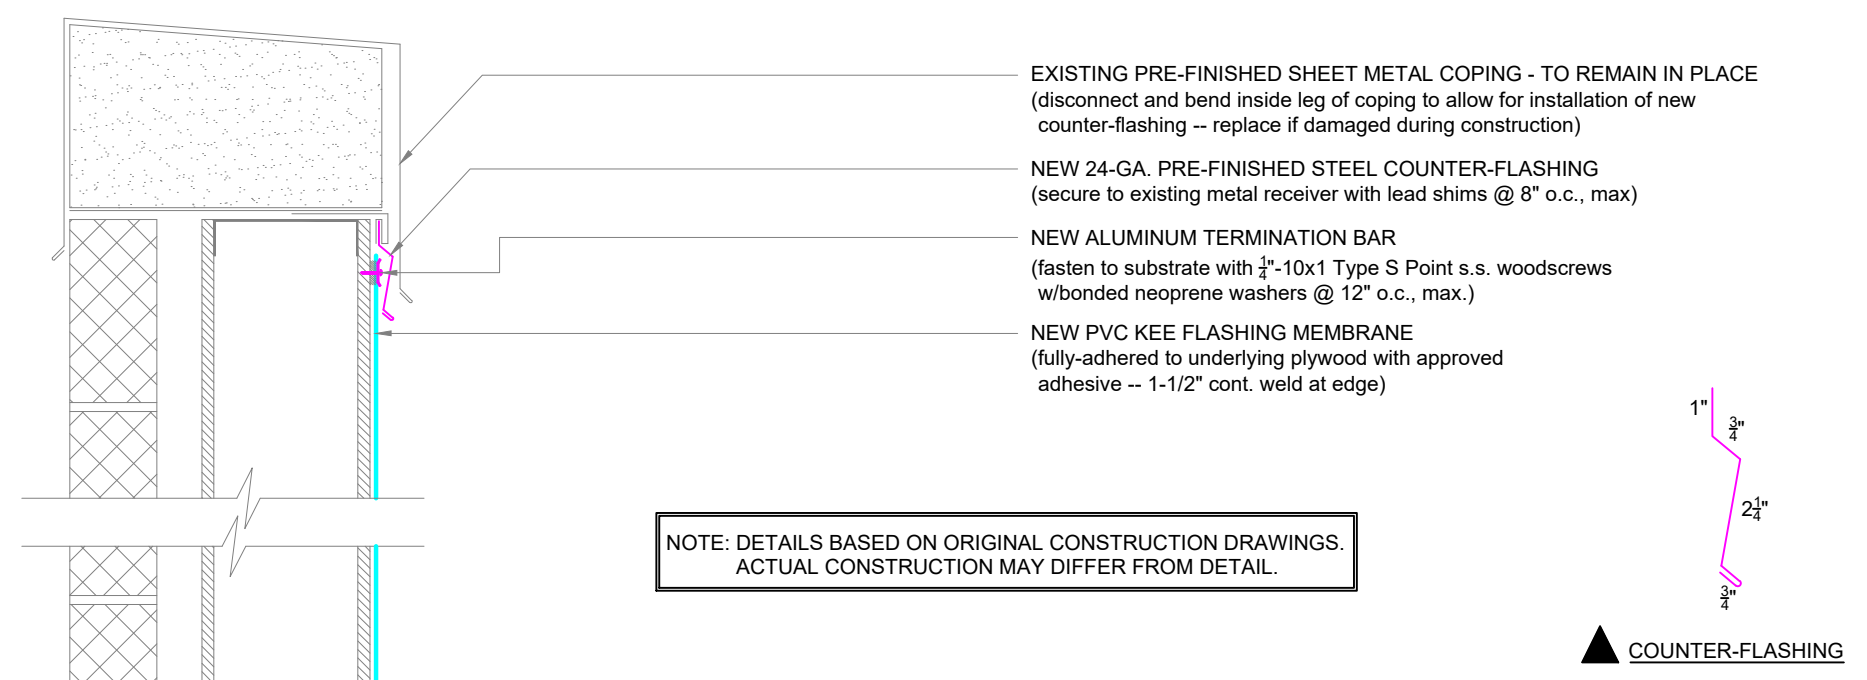 EXISTING PRE-FINISHED SHEET METAL COPING - TO REMAIN IN PLACE
(disconnect and bend inside leg of coping to allow for installation of new
counter-flashing -- replace if damaged during construction)
NEW 24-GA. PRE-FINISHED STEEL COUNTER-FLASHING
(secure to existing metal receiver with lead shims @ 8" o.c., max)
NEW ALUMINUM TERMINATION BAR
(fasten to substrate with 1/4"-10x1 Type S Point s.s. woodscrews
w/bonded neoprene washers @ 12" o.c., max.)
NEW PVC KEE FLASHING MEMBRANE
(fully-adhered to underlying plywood with approved
adhesive -- 1-1/2" cont. weld at edge)
1"
3/4"
2 1/4"
3/4"
NOTE: DETAILS BASED ON ORIGINAL CONSTRUCTION DRAWINGS.
ACTUAL CONSTRUCTION MAY DIFFER FROM DETAIL.
COUNTER-FLASHING